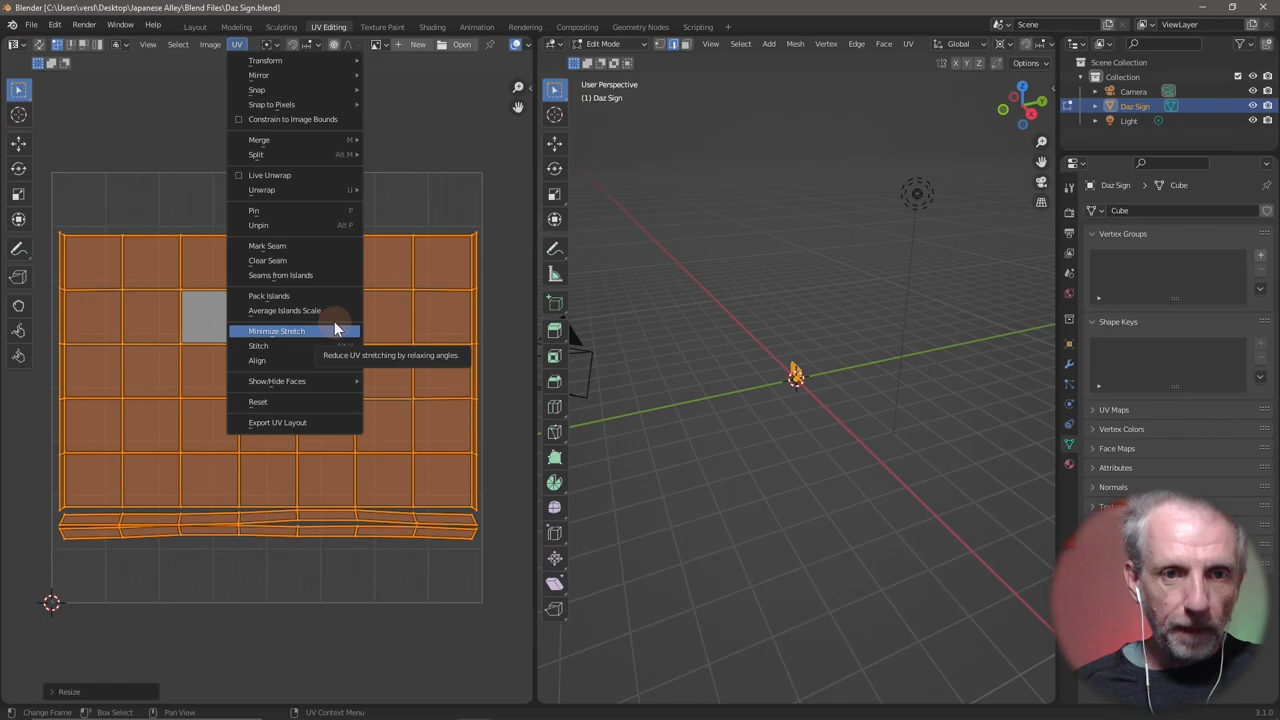 Blender [C:\Users\versl\Desktop\Japanese Alley\Blend Files\Daz Sign.blend]
File Edit Render Window Help Layout Modeling Sculpting UV Editing Texture Paint Shading Animation Rendering Compositing Geometry Nodes Scripting
Scene ViewLayer
View Select Image UV New Open
Edit Mode View Select Add Mesh Vertex Edge Face UV Global
X Y Z Options
Transform
Mirror
Snap
Snap to Pixels
Constrain to Image Bounds
Merge M
Split Alt M
Live Unwrap
Unwrap U
Pin P
Unpin Alt P
Mark Seam
Clear Seam
Seams from Islands
Pack Islands
Average Islands Scale
Minimize Stretch
Stitch
Align
Reduce UV stretching by relaxing angles.
Show/Hide Faces
Reset
Export UV Layout
Resize
User Perspective
(1) Daz Sign
Z
Y
X
Scene Collection
Collection
Camera
Daz Sign
Light
Daz Sign Cube
Cube
Vertex Groups
Shape Keys
UV Maps
Vertex Colors
Face Maps
Attributes
Normals
Change Frame Box Select Pan View UV Context Menu 3.1.0